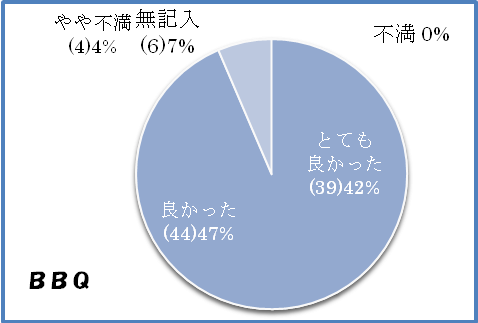 やや不満 無記入
(4)4% (6)7%
不満 0%
とても
良かった
(39)42%
良かった
(44)47%
BBQ